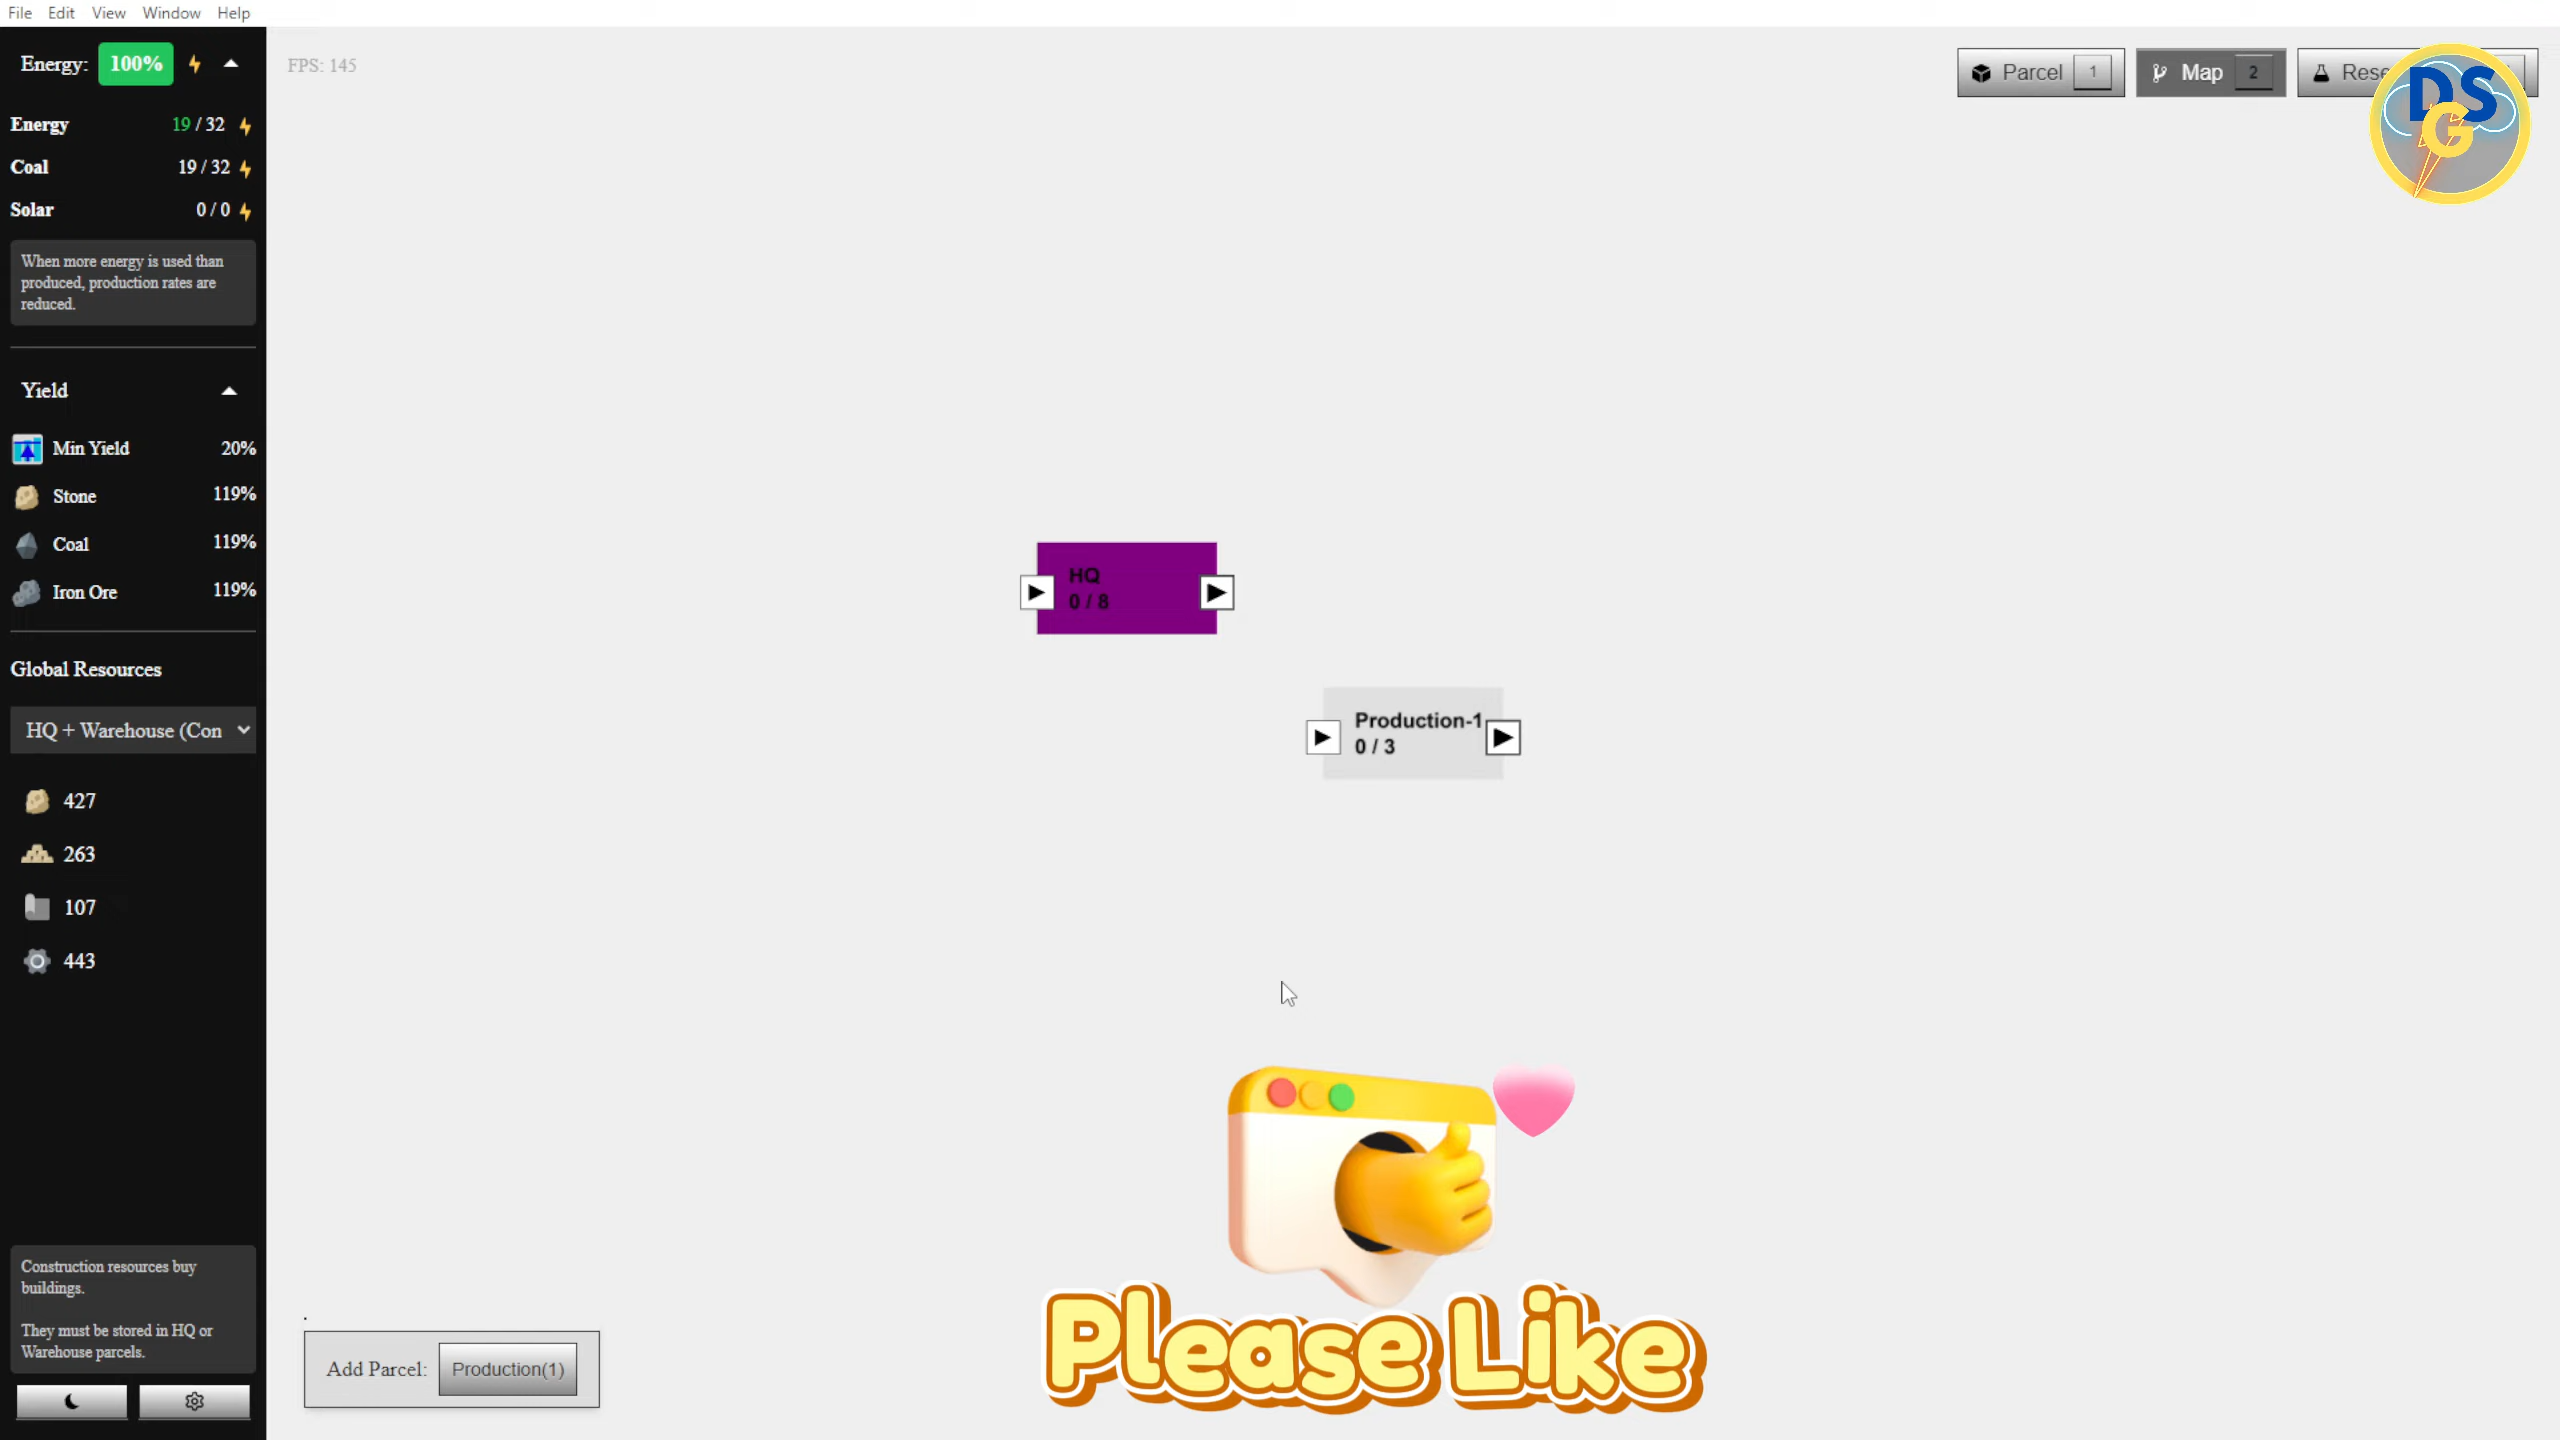 File Edit View Window Help
Energy: 100%
FPS: 145
Parcel 1
Map 2
DSG
Energy 19 / 32
Coal 19 / 32
Solar 0 / 0
When more energy is used than
produced, production rates are
reduced.
Yield
Min Yield 20%
Stone 119%
Coal 119%
Iron Ore 119%
HQ
0 / 8
Production-1
0 / 3
Global Resources
HQ + Warehouse (Con
427
263
107
443
Construction resources buy
buildings.
They must be stored in HQ or
Warehouse parcels.
Add Parcel: Production(1)
Please Like